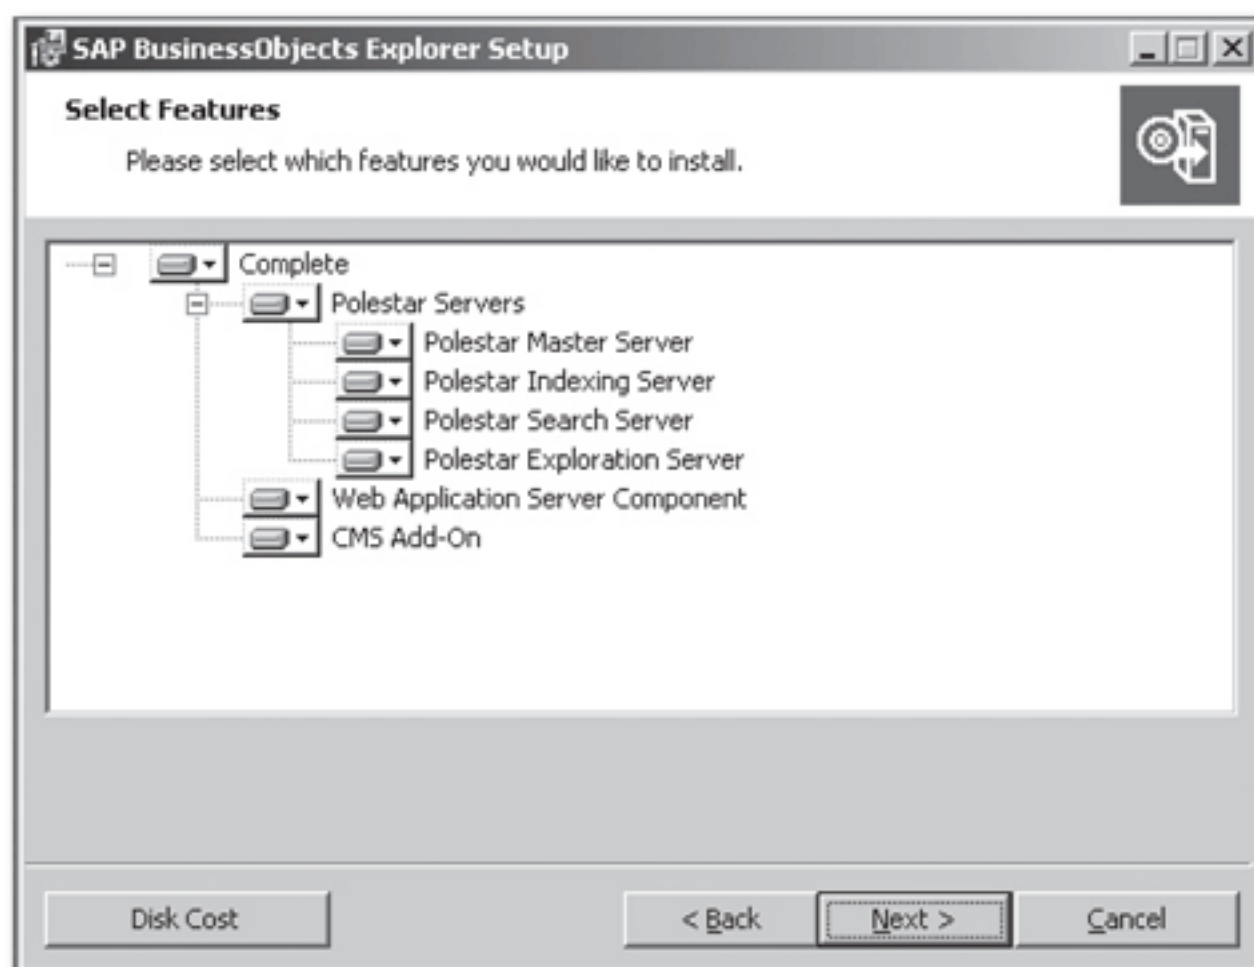 SAP BusinessObjects Explorer Setup
Select Features
Please select which features you would like to install.
Complete
Polestar Servers
Polestar Master Server
Polestar Indexing Server
Polestar Search Server
Polestar Exploration Server
Web Application Server Component
CMS Add-On
Disk Cost
< Back
Next >
Cancel